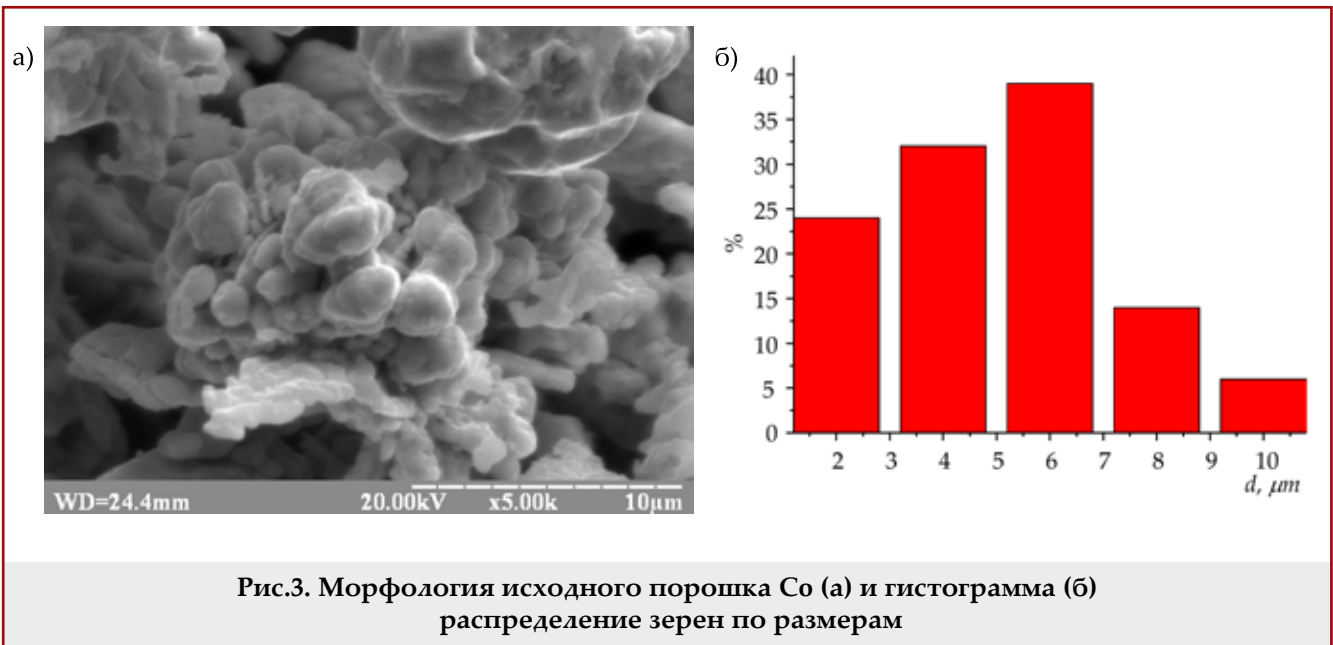 а)
WD=24.4mm 20.00kV x5.00k 10µm
б)
%
40
35
30
25
20
15
10
5
0
2 3 4 5 6 7 8 9 10
d, µm
Рис.3. Морфология исходного порошка Co (а) и гистограмма (б)
распределение зерен по размерам